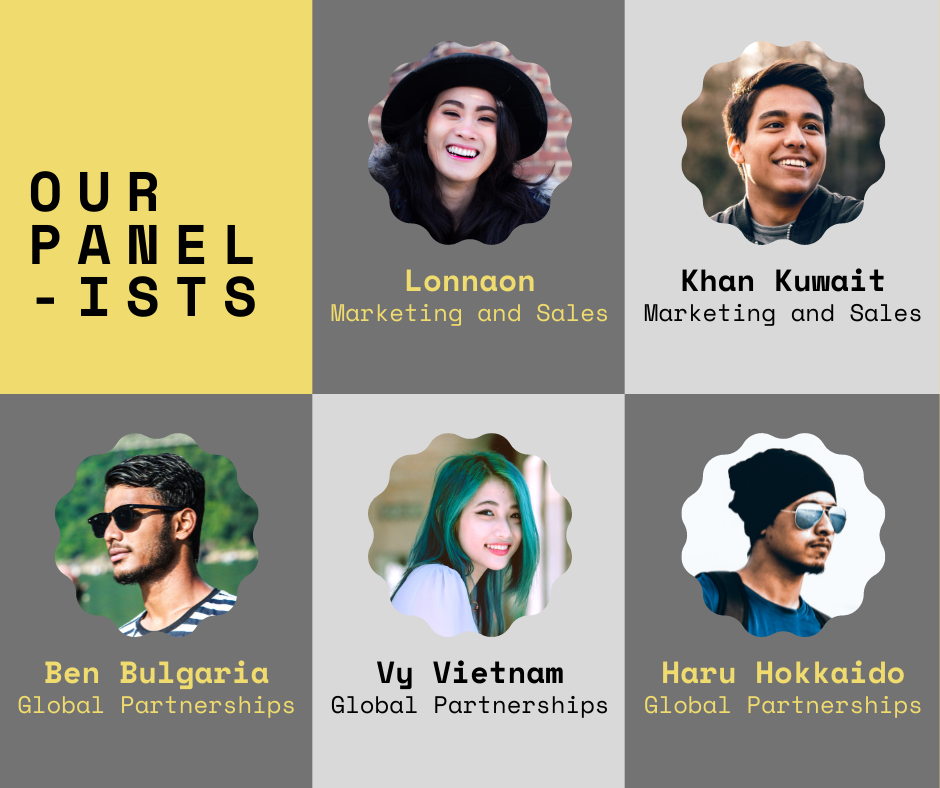 OUR
PANEL
-ISTS
Lonnaon
Marketing and Sales
Khan Kuwait
Marketing and Sales
Ben Bulgaria
Global Partnerships
Vy Vietnam
Global Partnerships
Haru Hokkaido
Global Partnerships